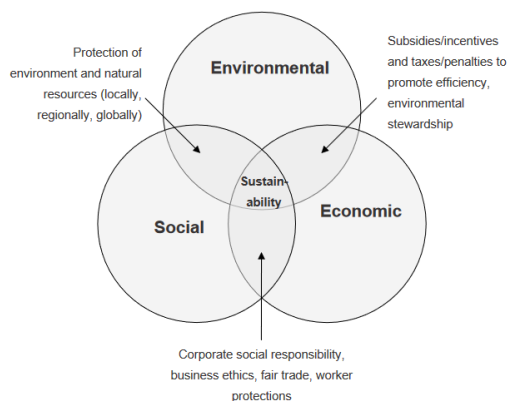 Protection of
environment and natural
resources (locally,
regionally, globally)
Environmental
Subsidies/incentives
and taxes/penalties to
promote efficiency,
environmental
stewardship
Sustain-
ability
Social
Economic
Corporate social responsibility,
business ethics, fair trade, worker
protections